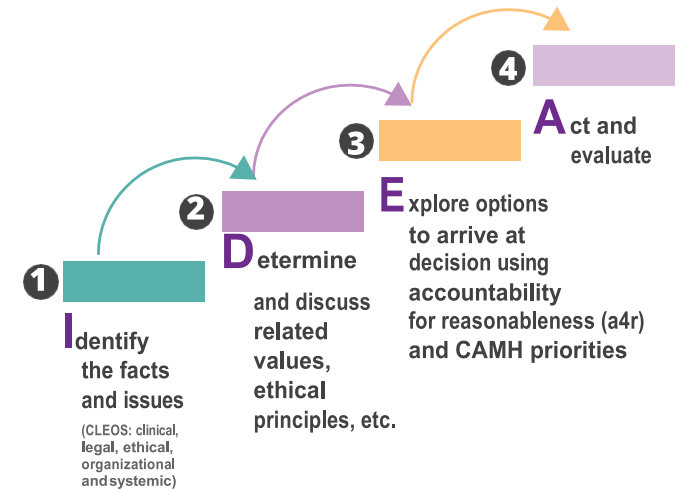 1
Identify
the facts
and issues
(CLEOS: clinical,
legal, ethical,
organizational
and systemic)
2
Determine
and discuss
related
values,
ethical
principles, etc.
3
Explore options
to arrive at
decision using
accountability
for reasonableness (a4r)
and CAMH priorities
4
Act and
evaluate